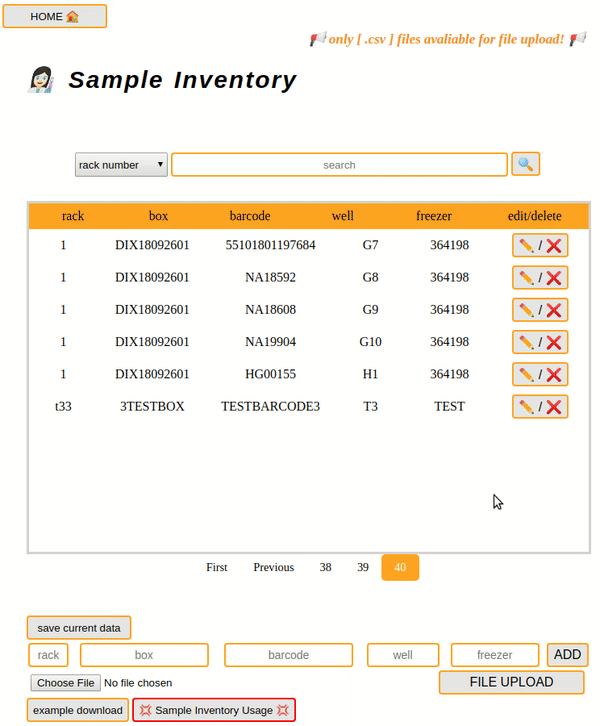 HOME
only [ .csv ] files avaliable for file upload!
Sample Inventory
rack number search
rack box barcode well freezer edit/delete
1 DIX18092601 55101801197684 G7 364198 /
1 DIX18092601 NA18592 G8 364198 /
1 DIX18092601 NA18608 G9 364198 /
1 DIX18092601 NA19904 G10 364198 /
1 DIX18092601 HG00155 H1 364198 /
t33 3TESTBOX TESTBARCODE3 T3 TEST /
First Previous 38 39 40
save current data
rack box barcode well freezer ADD
Choose File No file chosen FILE UPLOAD
example download Sample Inventory Usage